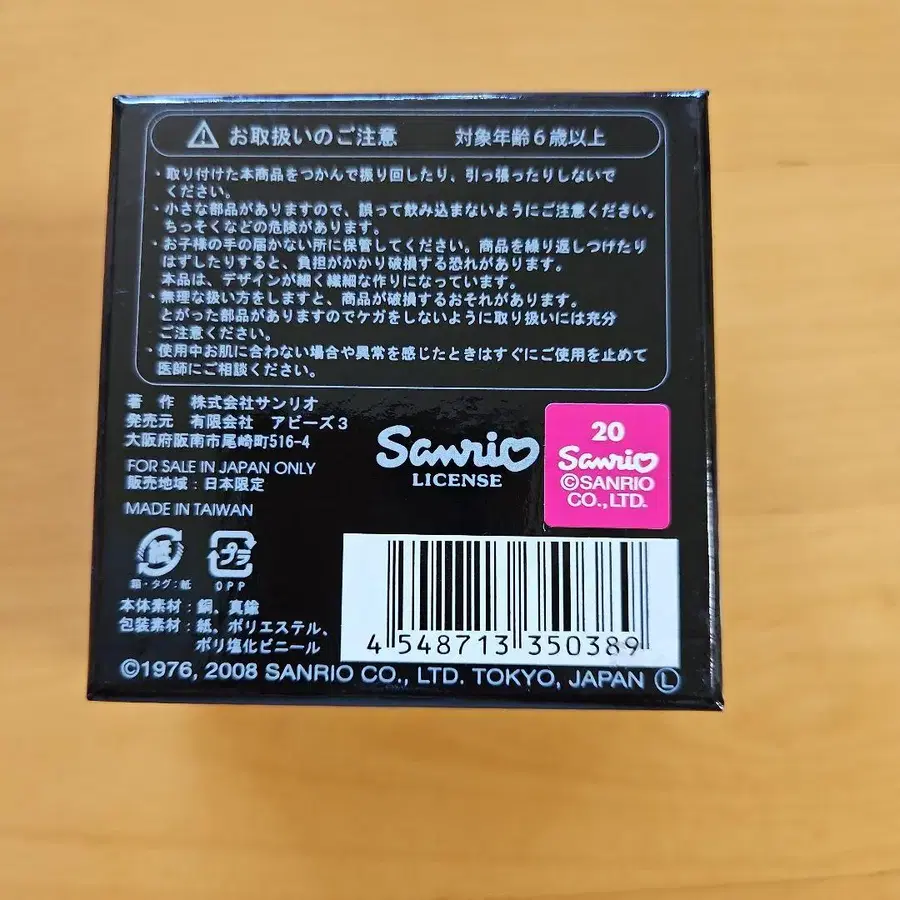 ⚠ お取扱いのご注意 対象年齢6歳以上
・取り付けた本商品をつかんで振り回したり、引っ張ったりしないで
ください。
・小さな部品がありますので、誤って飲み込まないようにご注意ください。
ちっそくなどの危険があります。
・お子様の手の届かない所に保管してください。商品を繰り返しつけたり
はずしたりすると、負担がかかり破損する恐れがあります。
本品は、デザインが細く繊細な作りになっています。
・無理な扱い方をしますと、商品が破損するおそれがあります。
とがった部品がありますのでケガをしないように取り扱いには充分
ご注意ください。
・使用中お肌に合わない場合や異常を感じたときはすぐにご使用を止めて
医師にご相談ください。
著 作 株式会社サンリオ
発売元 有限会社 アビーズ3
大阪府阪南市尾崎町516-4
FOR SALE IN JAPAN ONLY
販売地域：日本限定
MADE IN TAIWAN
Sanrio
LICENSE
20
Sanrio
©SANRIO
CO.,LTD.
紙
箱・タグ：紙
プラ
OPP
本体素材：銅、真鍮
包装素材：紙、ポリエステル、
ポリ塩化ビニール
4 548713 350389
©1976, 2008 SANRIO CO., LTD. TOKYO, JAPAN Ⓛ